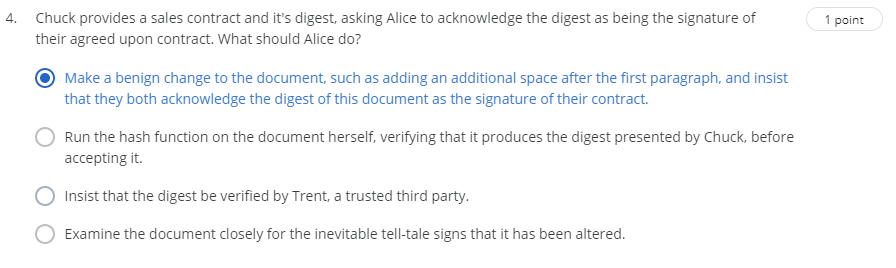 4. Chuck provides a sales contract and it's digest, asking Alice to acknowledge the digest as being the signature of
1 point
their agreed upon contract. What should Alice do?
Make a benign change to the document, such as adding an additional space after the first paragraph, and insist
that they both acknowledge the digest of this document as the signature of their contract.
Run the hash function on the document herself, verifying that it produces the digest presented by Chuck, before
accepting it.
Insist that the digest be verified by Trent, a trusted third party.
Examine the document closely for the inevitable tell-tale signs that it has been altered.